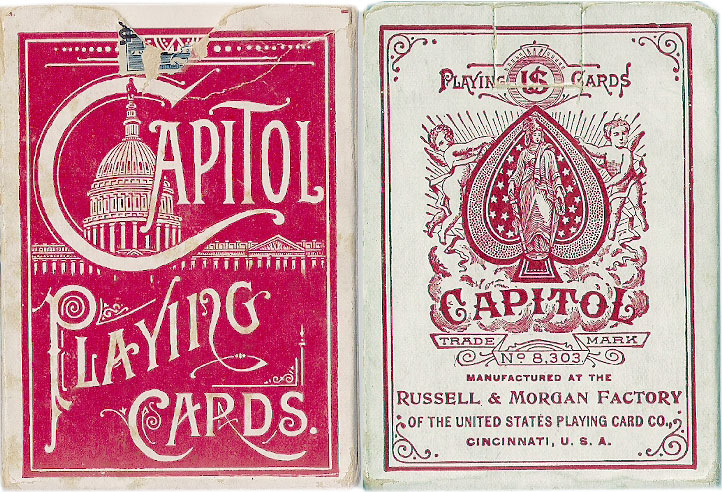 CAPITOL
PLAYING
CARDS.
PLAYING US CARDS
CAPITOL
TRADE MARK
No 8,303
MANUFACTURED AT THE
RUSSELL & MORGAN FACTORY
OF THE UNITED STATES PLAYING CARD CO.,
CINCINNATI, U. S. A.